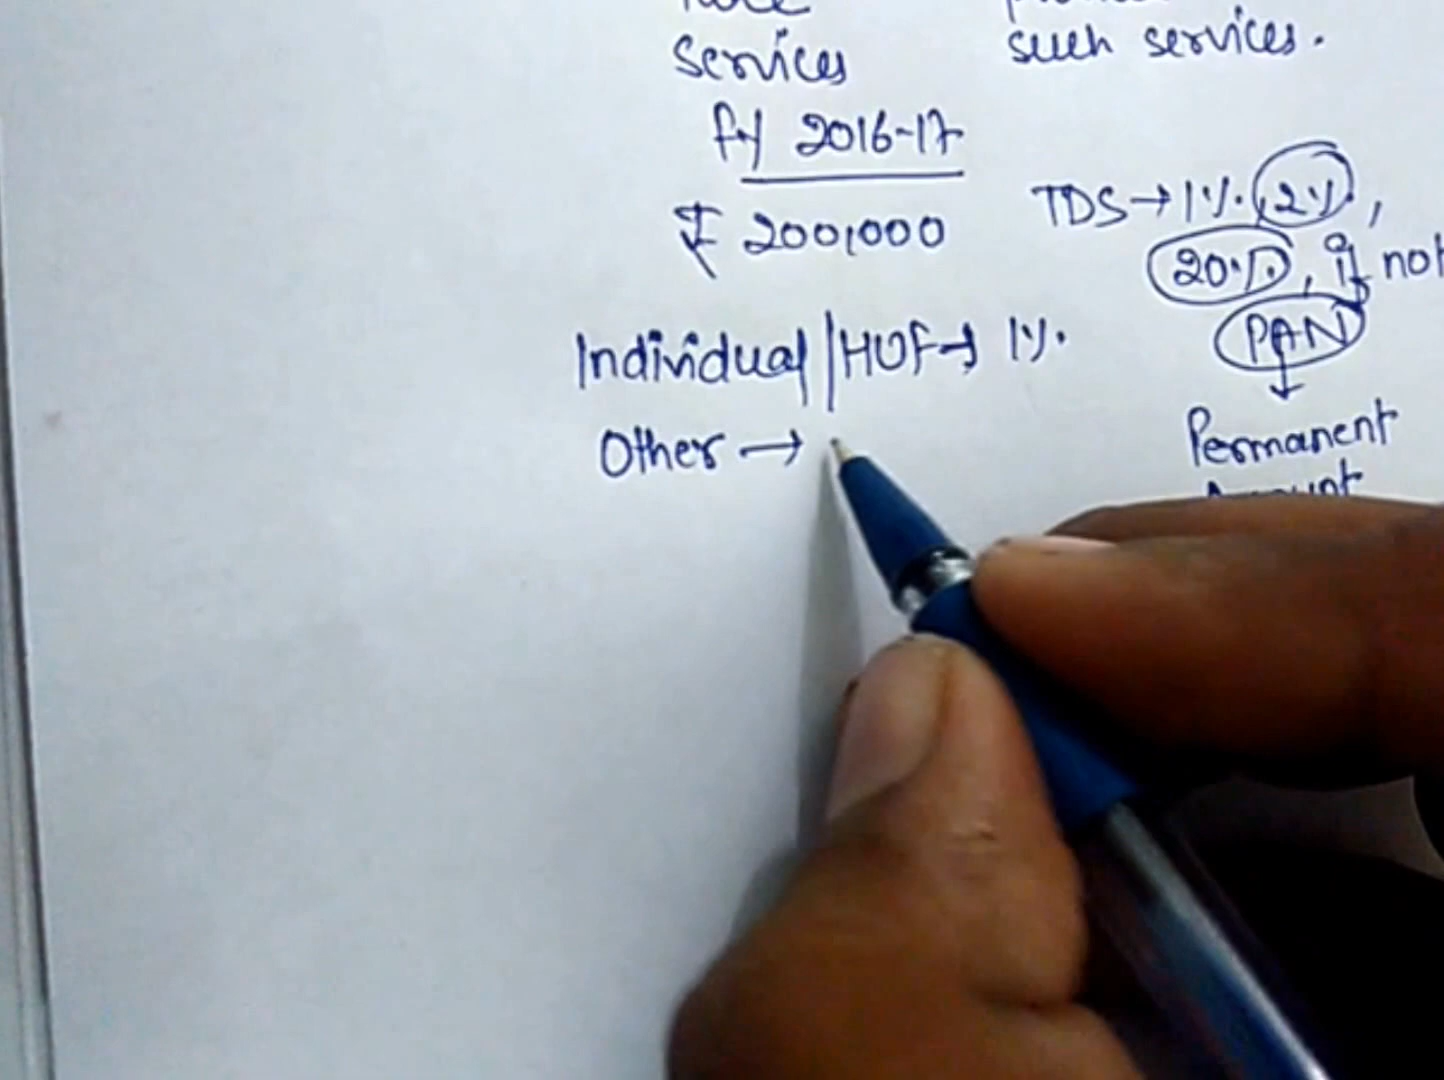 Services
such services.
FY 2016-17
₹ 200,000
TDS → 1%, 2%,
20%, if not
PAN
Individual | HUF → 1%.
Other →
Permanent